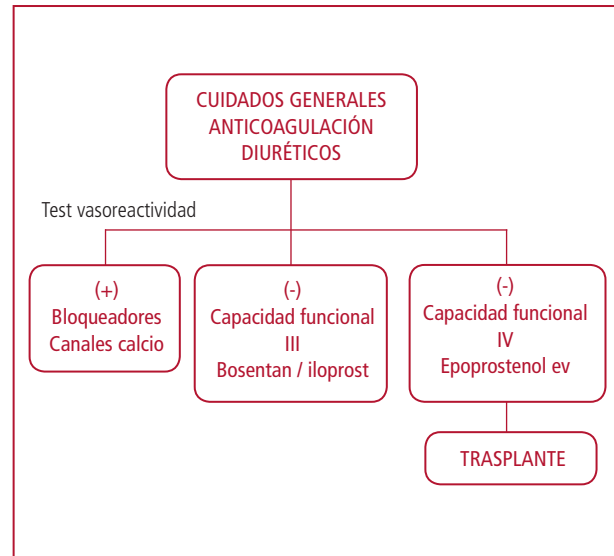 CUIDADOS GENERALES
ANTICOAGULACIÓN
DIURÉTICOS
Test vasoreactividad
(+)
Bloqueadores
Canales calcio
(-)
Capacidad funcional
III
Bosentan / iloprost
(-)
Capacidad funcional
IV
Epoprostenol ev
TRASPLANTE